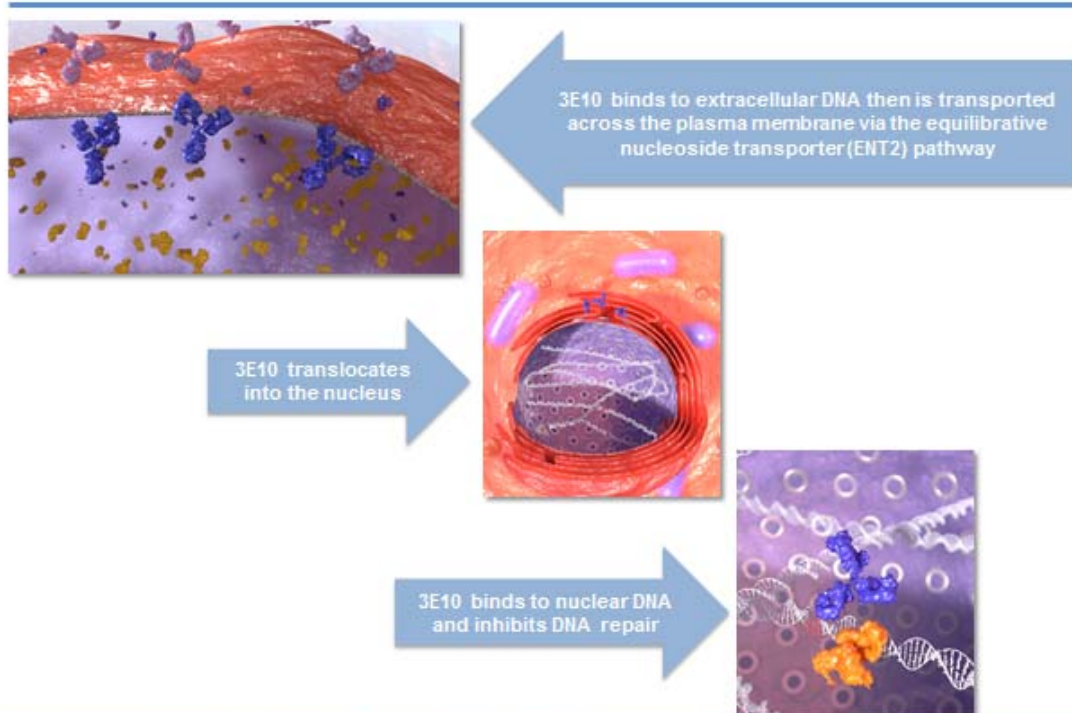 3E10 binds to extracellular DNA then is transported
across the plasma membrane via the equilibrative
nucleoside transporter (ENT2) pathway
3E10 translocates
into the nucleus
3E10 binds to nuclear DNA
and inhibits DNA repair